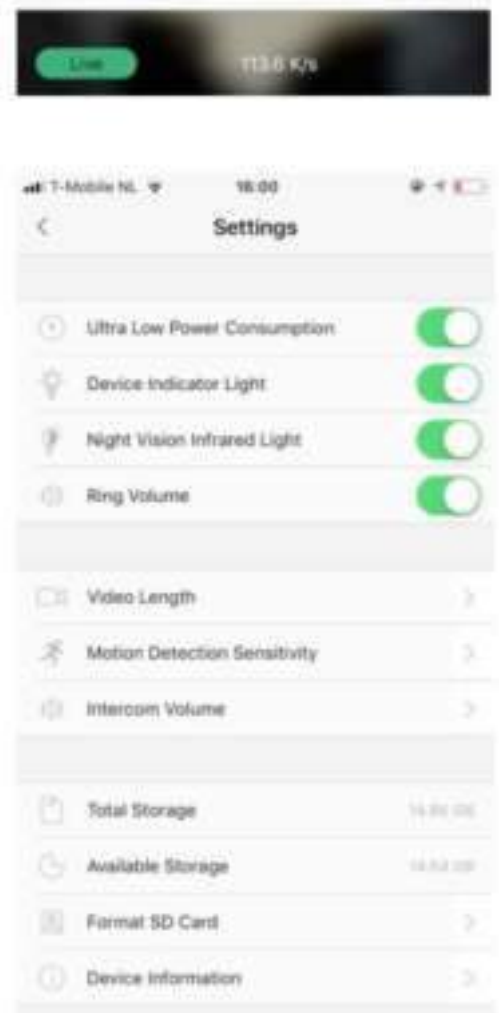 Live 113.6 K/s
T-Mobile NL 16:00
Settings
Ultra Low Power Consumption
Device Indicator Light
Night Vision Infrared Light
Ring Volume
Video Length
Motion Detection Sensitivity
Intercom Volume
Total Storage
Available Storage
Format SD Card
Device Information